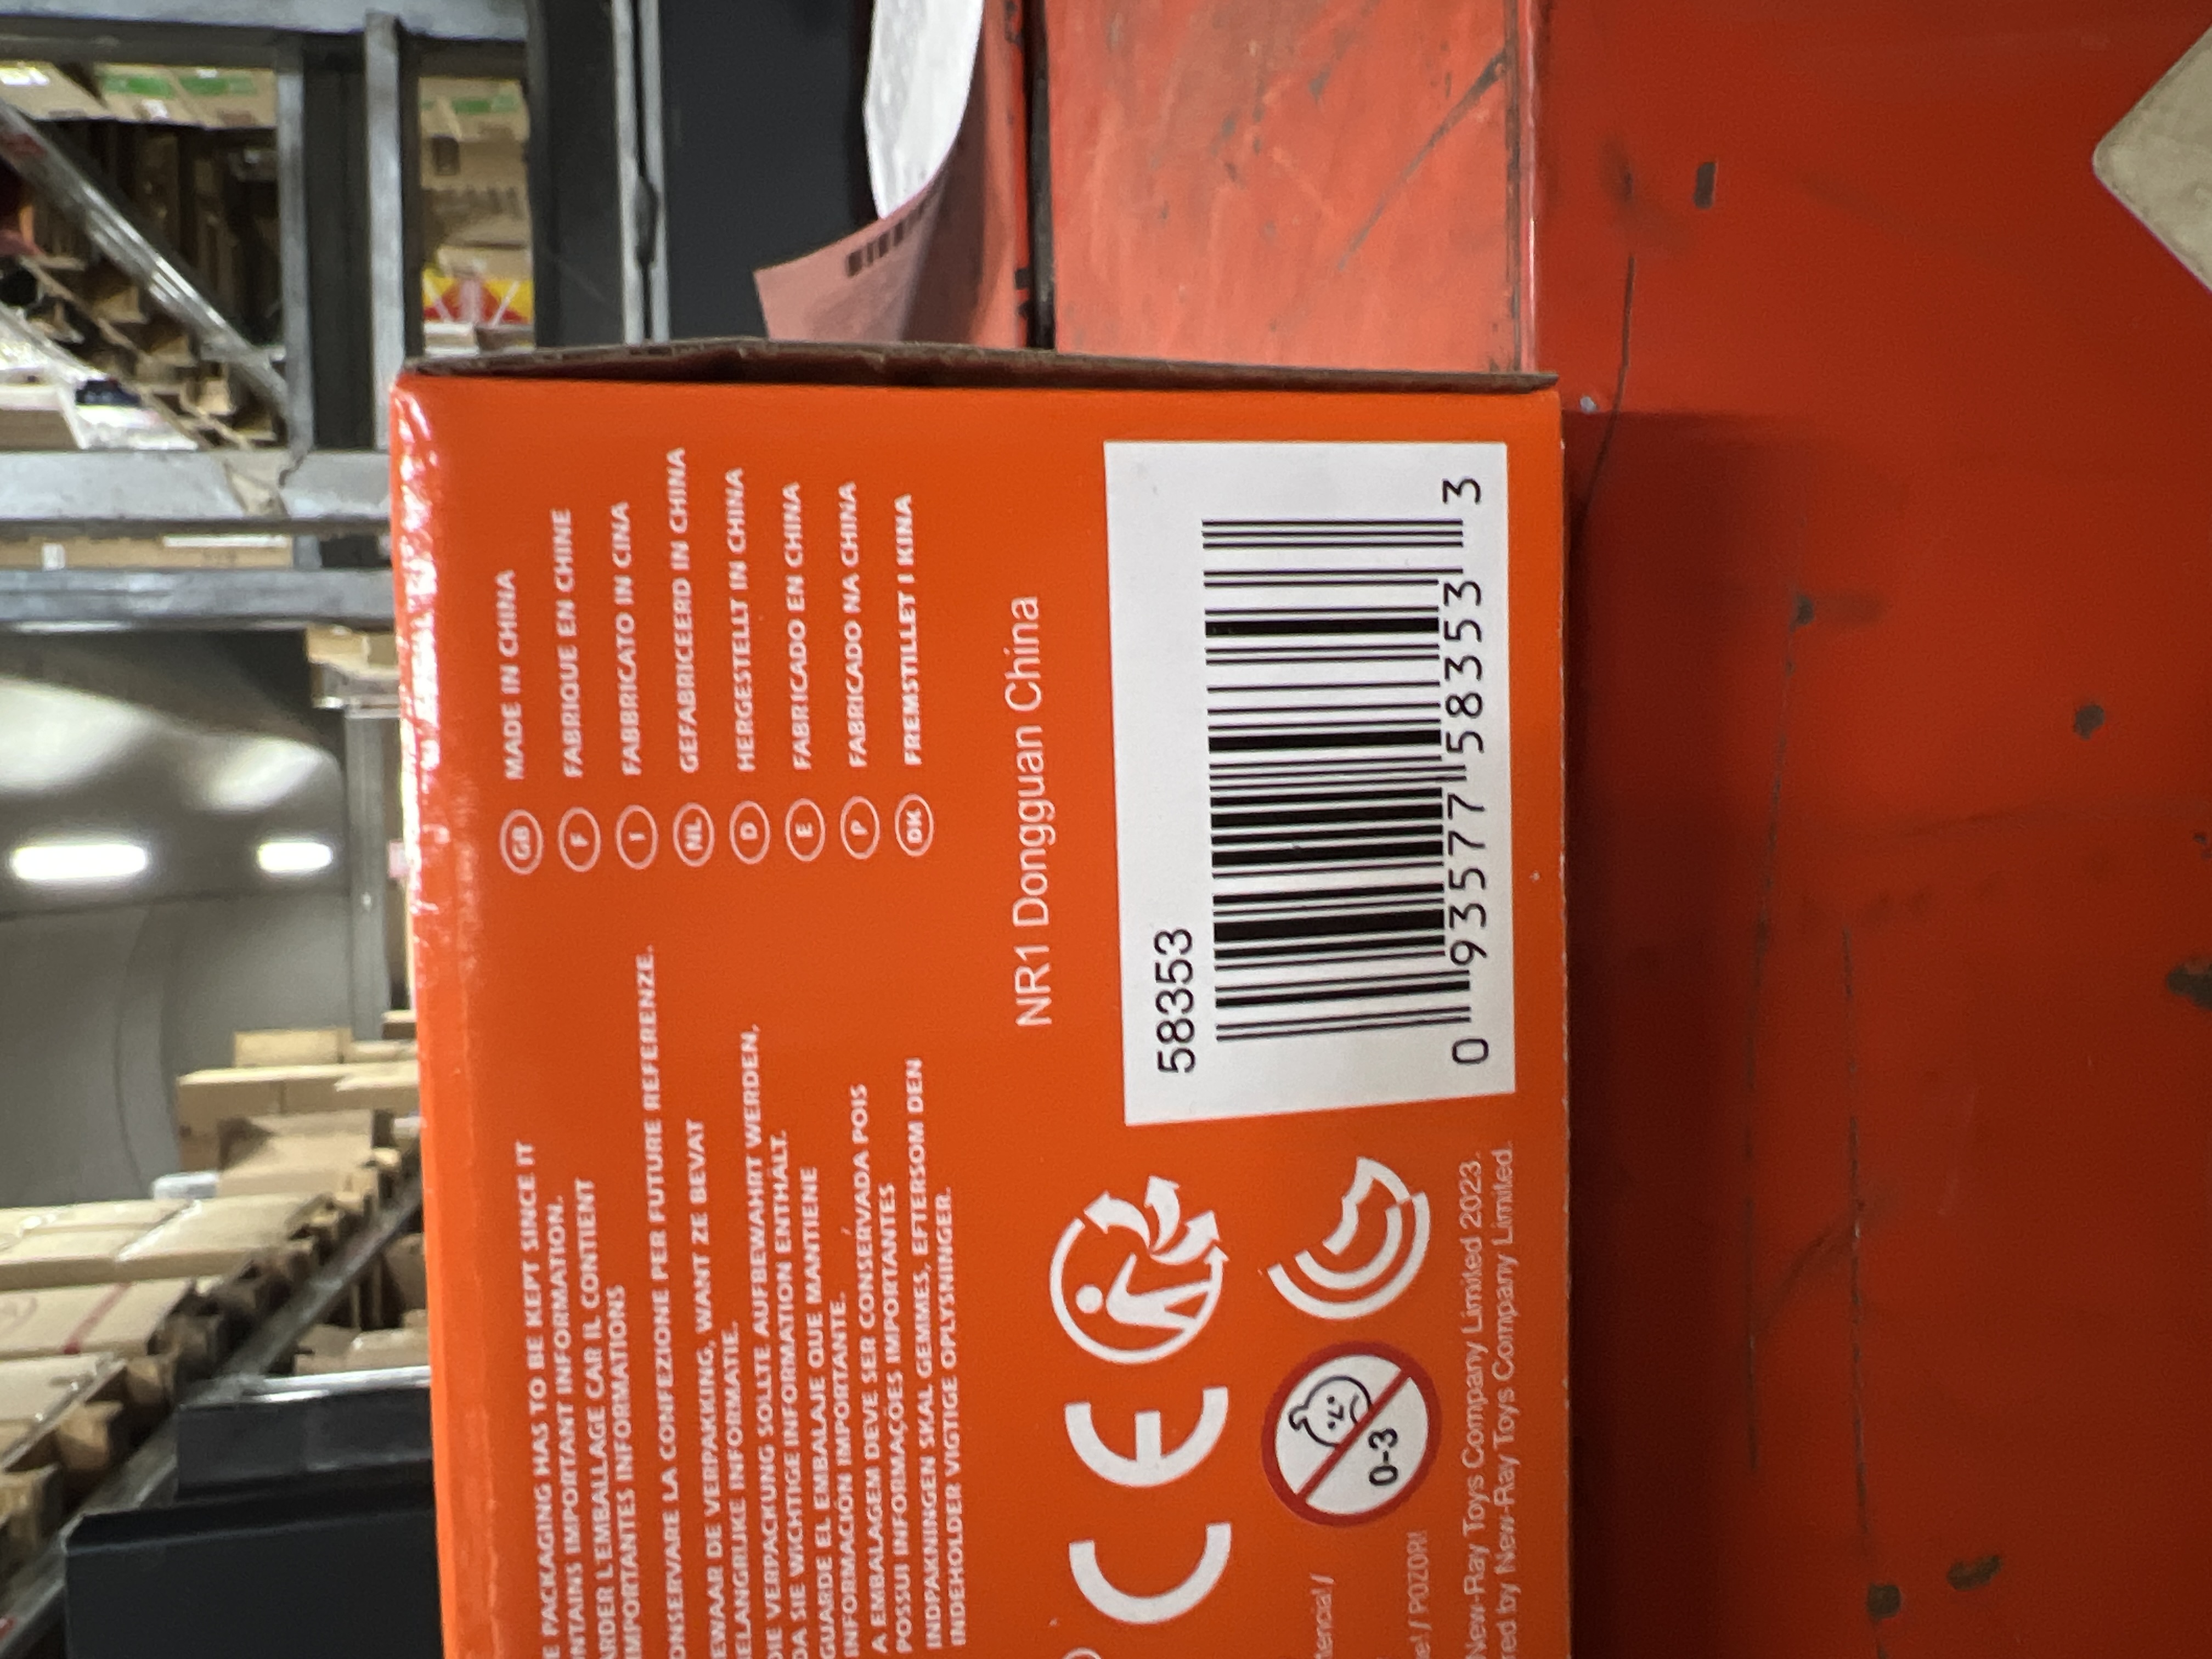 E PACKAGING HAS TO BE KEPT SINCE IT
NTAINS IMPORTANT INFORMATION.
ARDER L'EMBALLAGE CAR IL CONTIENT
IMPORTANTES INFORMATIONS
ONSERVARE LA CONFEZIONE PER FUTURE REFERENZE.
EWAAR DE VERPAKKING, WANT ZE BEVAT
ELANGRIJKE INFORMATIE.
DIE VERPACKUNG SOLLTE AUFBEWAHRT WERDEN,
DA SIE WICHTIGE INFORMATION ENTHÄLT.
GUARDE EL EMBALAJE QUE MANTIENE
INFORMACIÓN IMPORTANTE.
A EMBALAGEM DEVE SER CONSERVADA POIS
POSSUI INFORMAÇÕES IMPORTANTES
INDPAKNINGEN SKAL GEMMES, EFTERSOM DEN
INDEHOLDER VIGTIGE OPLYSNINGER.
GB MADE IN CHINA
F FABRIQUE EN CHINE
I FABBRICATO IN CINA
NL GEFABRICEERD IN CHINA
D HERGESTELLT IN CHINA
E FABRICADO EN CHINA
P FABRICADO NA CHINA
DK FREMSTILLET I KINA
NR1 Dongguan China
CE
0-3
tencial /
el / POZOR!
New-Ray Toys Company Limited 2023.
red by New-Ray Toys Company Limited.
58353
0 93577 58353 3